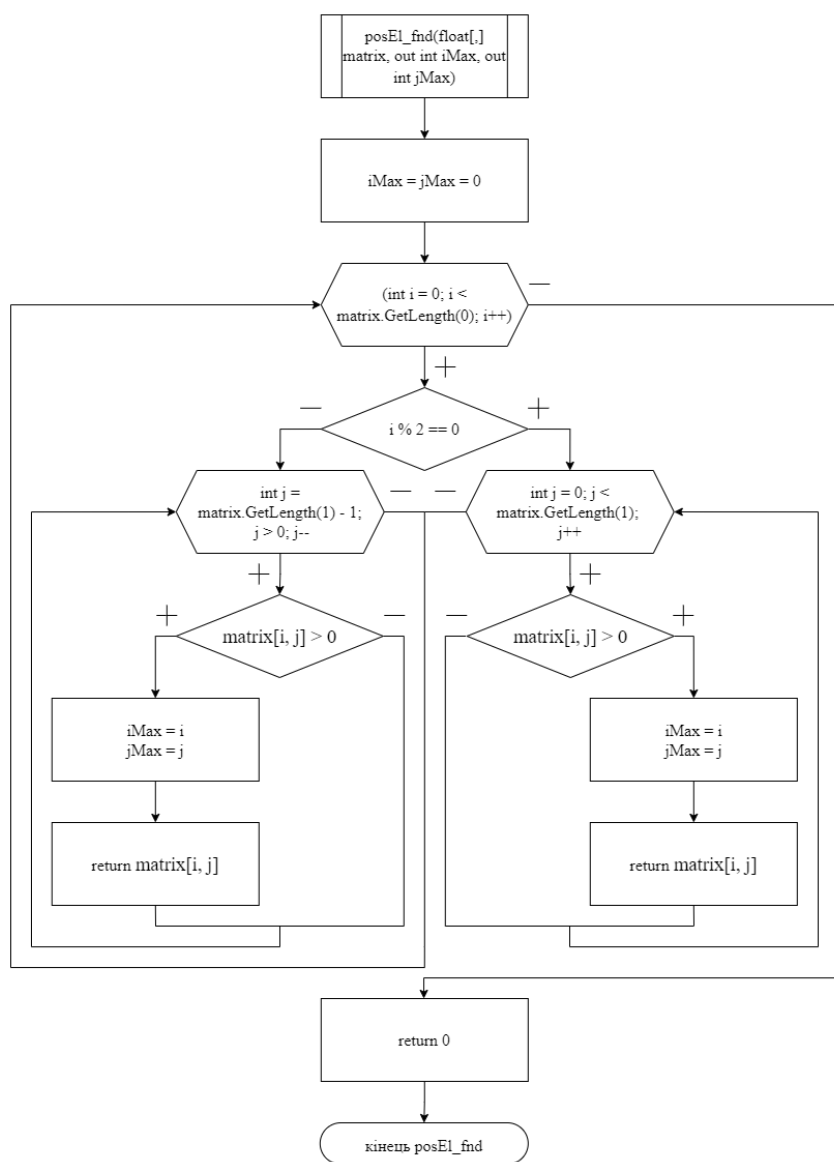 posEl_fnd(float[,]
matrix, out int iMax, out
int jMax)
iMax = jMax = 0
(int i = 0; i <
matrix.GetLength(0); i++)
—
+
i % 2 == 0
—
+
int j =
matrix.GetLength(1) - 1;
j > 0; j--
—
—
int j = 0; j <
matrix.GetLength(1);
j++
+
+
matrix[i, j] > 0
+
—
matrix[i, j] > 0
—
+
iMax = i
jMax = j
iMax = i
jMax = j
return matrix[i, j]
return matrix[i, j]
return 0
кінець posEl_fnd